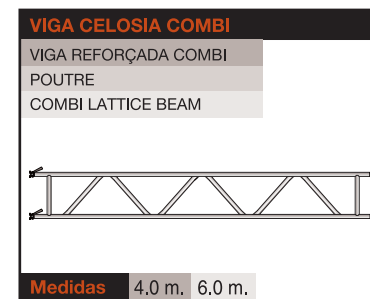 VIGA CELOSIA COMBI
VIGA REFORÇADA COMBI
POUTRE
COMBI LATTICE BEAM
Medidas 4.0 m. 6.0 m.